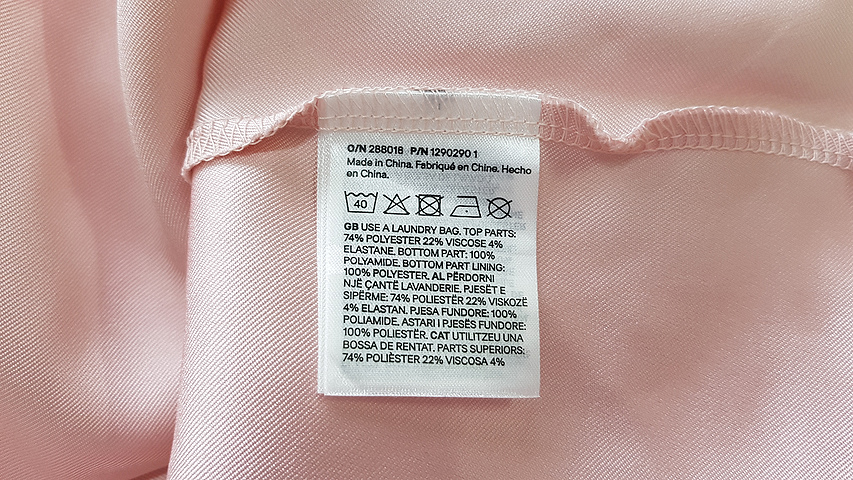 O/N 288018 P/N 1290290 1
Made in China. Fabriqué en Chine. Hecho
en China.
40
GB USE A LAUNDRY BAG. TOP PARTS:
74% POLYESTER 22% VISCOSE 4%
ELASTANE. BOTTOM PART: 100%
POLYAMIDE. BOTTOM PART LINING:
100% POLYESTER. AL PËRDORNI
NJË ÇANTË LAVANDERIE. PJESËT E
SIPËRME: 74% POLIESTËR 22% VISKOZË
4% ELASTAN. PJESA FUNDORE: 100%
POLIAMIDE. ASTARI I PJESËS FUNDORE:
100% POLIESTËR. CAT UTILITZEU UNA
BOSSA DE RENTAT. PARTS SUPERIORS:
74% POLIÈSTER 22% VISCOSA 4%